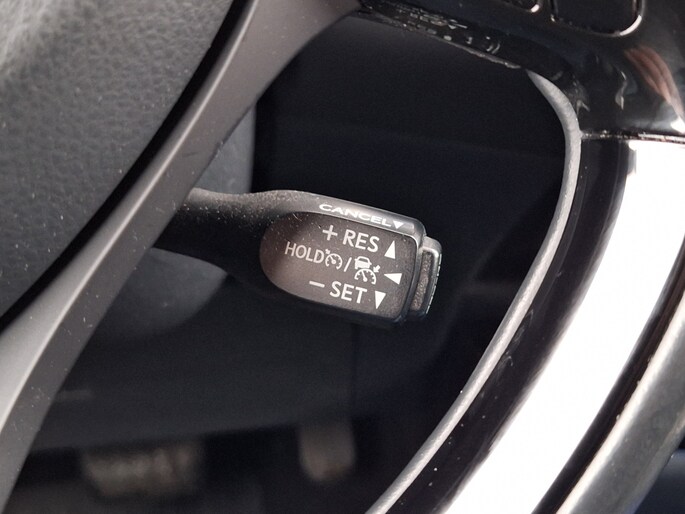 CANCEL
+ RES
HOLD /
- SET